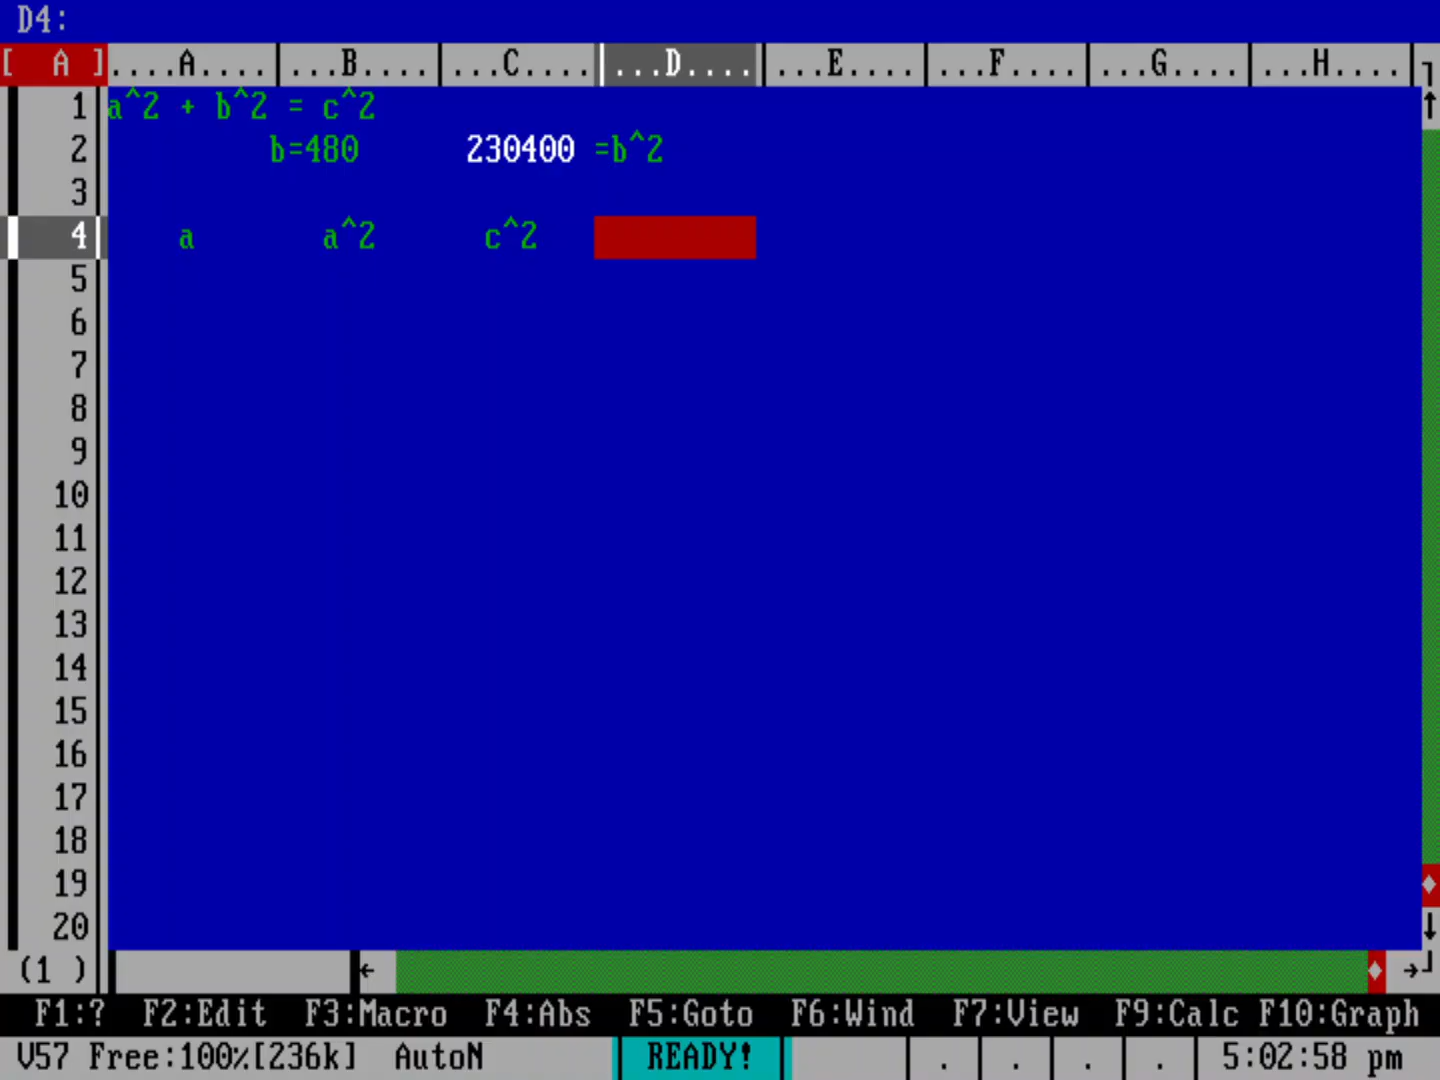 D4:
[ A ]....A.... ...B.... ...C.... ...D.... ...E.... ...F.... ...G.... ...H....
1 a^2 + b^2 = c^2
2 b=480 230400 =b^2
3
4 a a^2 c^2
5
6
7
8
9
10
11
12
13
14
15
16
17
18
19
20
(1 )
F1:? F2:Edit F3:Macro F4:Abs F5:Goto F6:Wind F7:View F9:Calc F10:Graph
V57 Free:100%[236k] AutoN READY! . . . . 5:02:58 pm